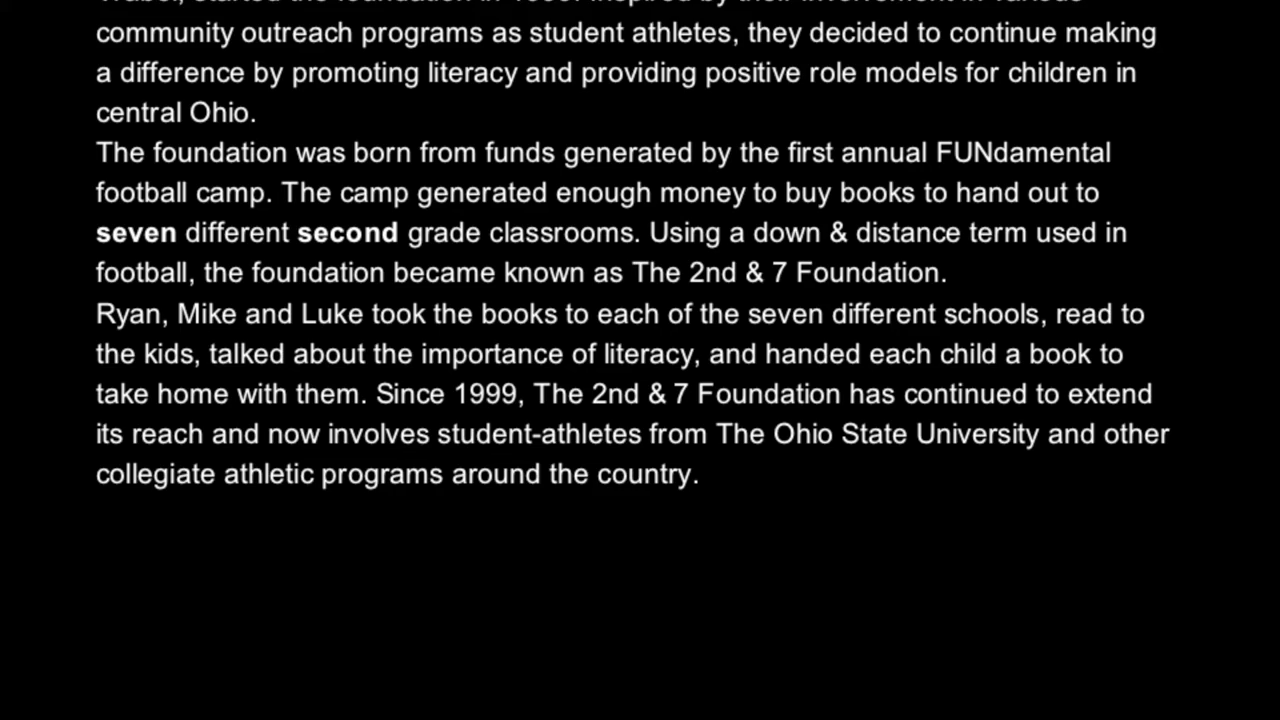 community outreach programs as student athletes, they decided to continue making
a difference by promoting literacy and providing positive role models for children in
central Ohio.
The foundation was born from funds generated by the first annual FUNdamental
football camp. The camp generated enough money to buy books to hand out to
seven different second grade classrooms. Using a down & distance term used in
football, the foundation became known as The 2nd & 7 Foundation.
Ryan, Mike and Luke took the books to each of the seven different schools, read to
the kids, talked about the importance of literacy, and handed each child a book to
take home with them. Since 1999, The 2nd & 7 Foundation has continued to extend
its reach and now involves student-athletes from The Ohio State University and other
collegiate athletic programs around the country.